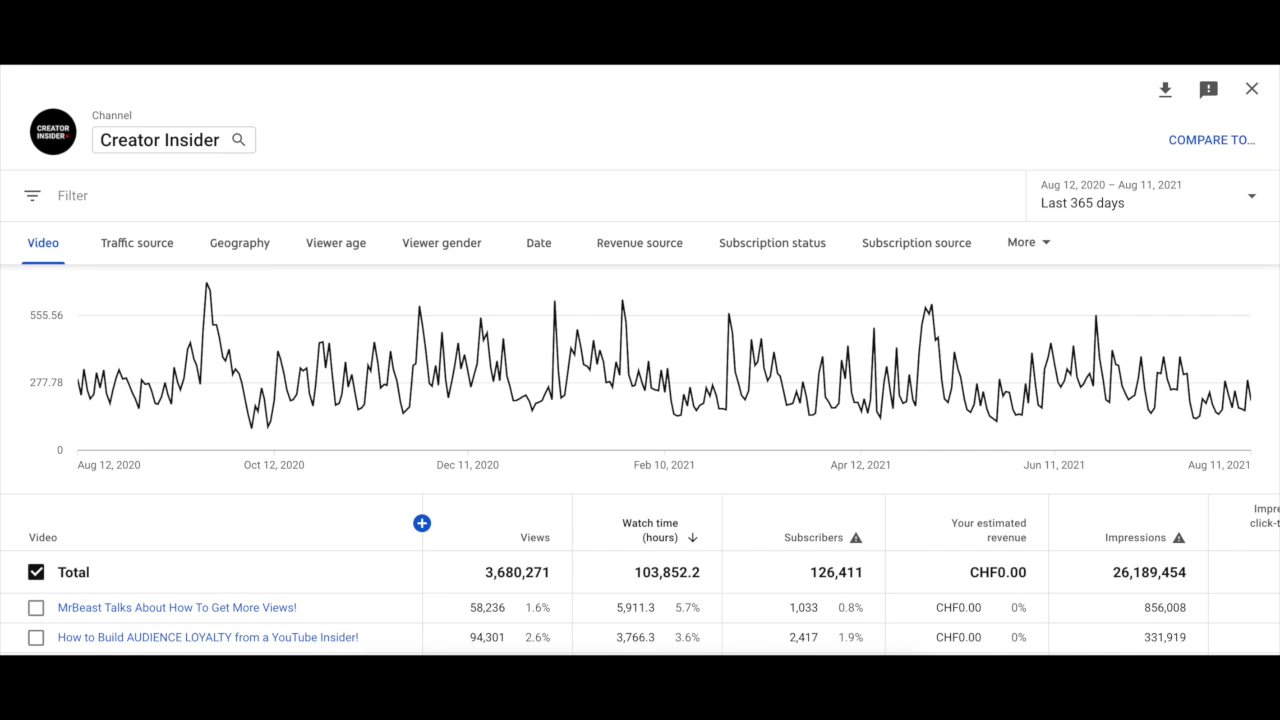 Channel
CREATOR
INSIDER
Creator Insider
COMPARE TO...
Filter
Aug 12, 2020 – Aug 11, 2021
Last 365 days
Video Traffic source Geography Viewer age Viewer gender Date Revenue source Subscription status Subscription source More
555.56
277.78
0
Aug 12, 2020 Oct 12, 2020 Dec 11, 2020 Feb 10, 2021 Apr 12, 2021 Jun 11, 2021 Aug 11, 2021
Video
Views
Watch time
(hours)
Subscribers
Your estimated
revenue
Impressions
Impre
click-t
Total 3,680,271 103,852.2 126,411 CHF0.00 26,189,454
MrBeast Talks About How To Get More Views! 58,236 1.6% 5,911.3 5.7% 1,033 0.8% CHF0.00 0% 856,008
How to Build AUDIENCE LOYALTY from a YouTube Insider! 94,301 2.6% 3,766.3 3.6% 2,417 1.9% CHF0.00 0% 331,919